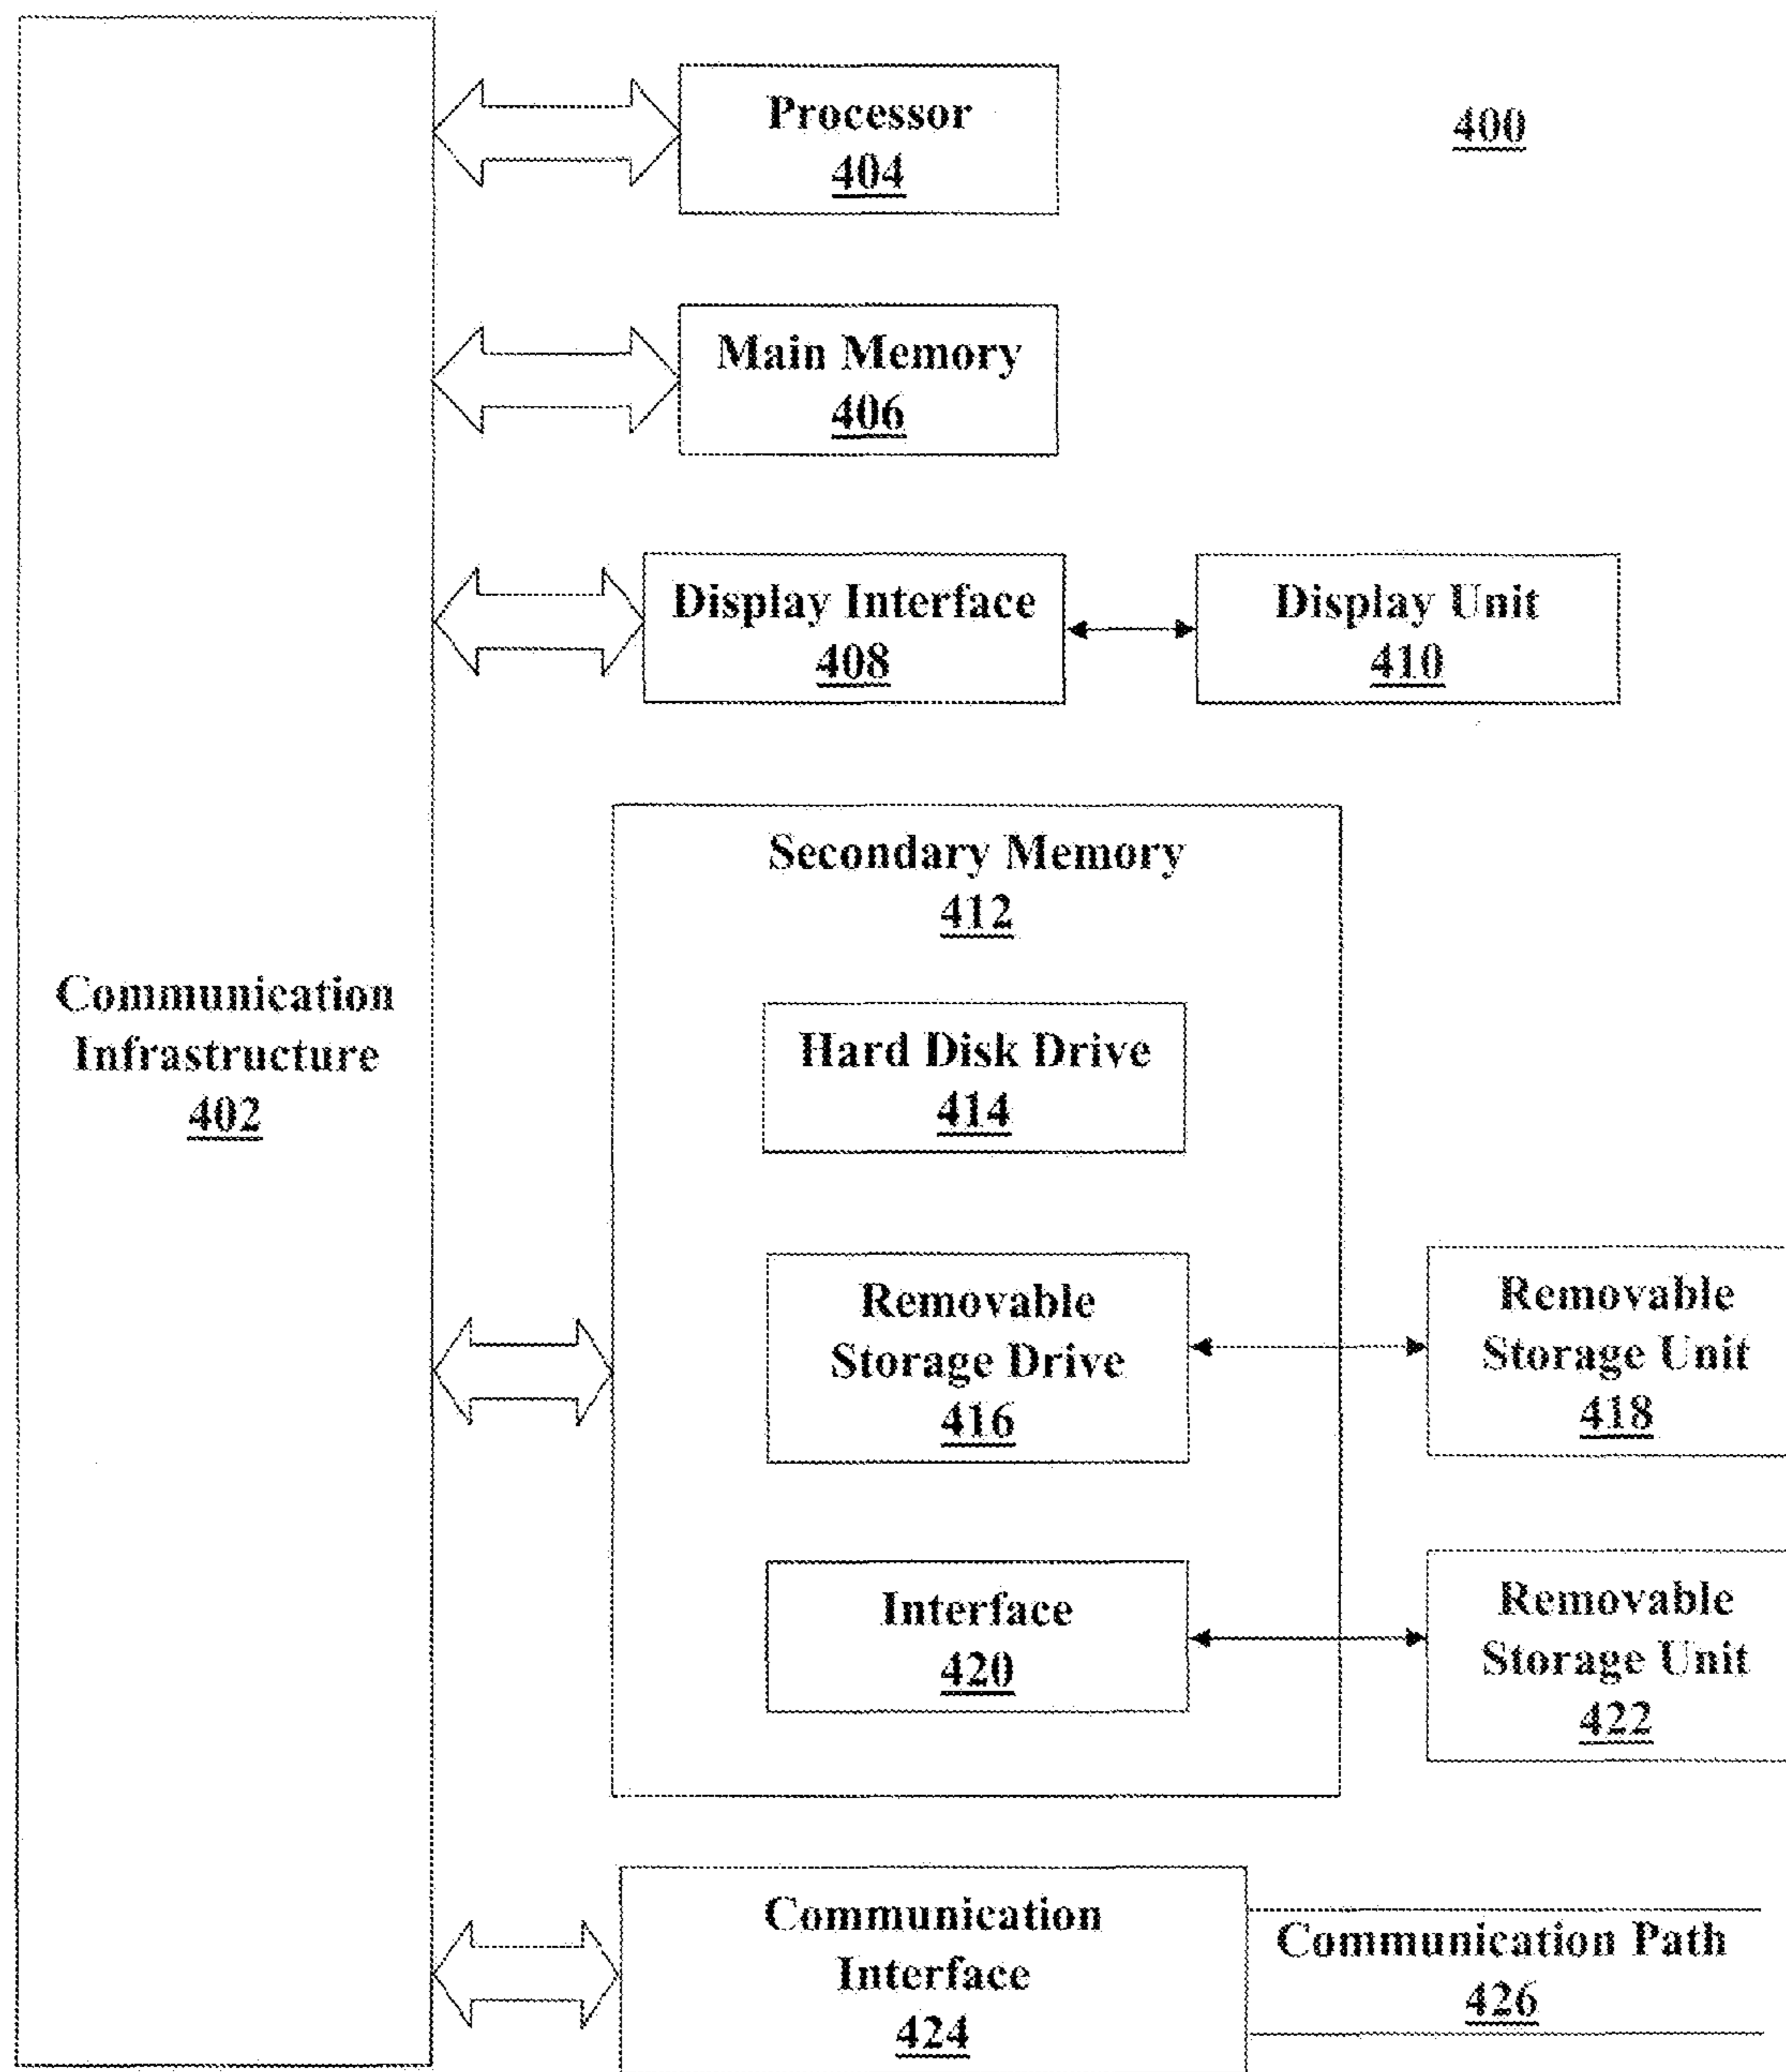 Processor
404
400
Main Memory
406
Display Interface
408
Display Unit
410
Secondary Memory
412
Communication
Infrastructure
402
Hard Disk Drive
414
Removable
Storage Drive
416
Removable
Storage Unit
418
Interface
420
Removable
Storage Unit
422
Communication
Interface
424
Communication Path
426